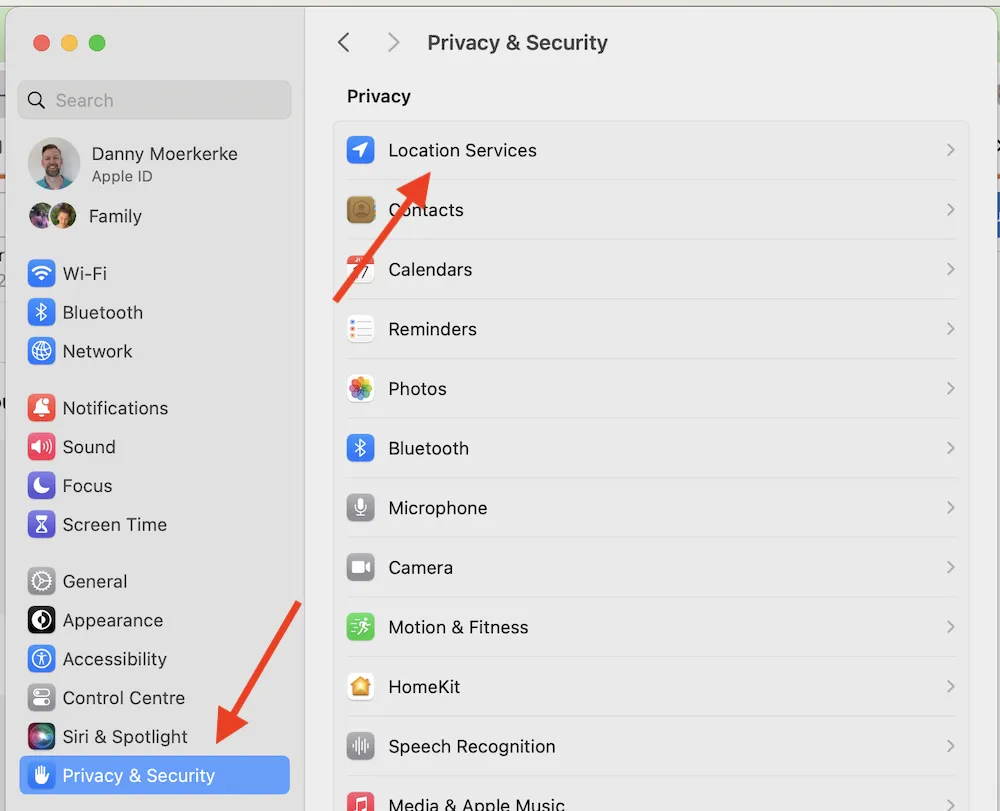 Search
Danny Moerkerke
Apple ID
Family
Wi-Fi
Bluetooth
Network
Notifications
Sound
Focus
Screen Time
General
Appearance
Accessibility
Control Centre
Siri & Spotlight
Privacy & Security
Privacy & Security
Privacy
Location Services
Contacts
Calendars
Reminders
Photos
Bluetooth
Microphone
Camera
Motion & Fitness
HomeKit
Speech Recognition
Media & Apple Music